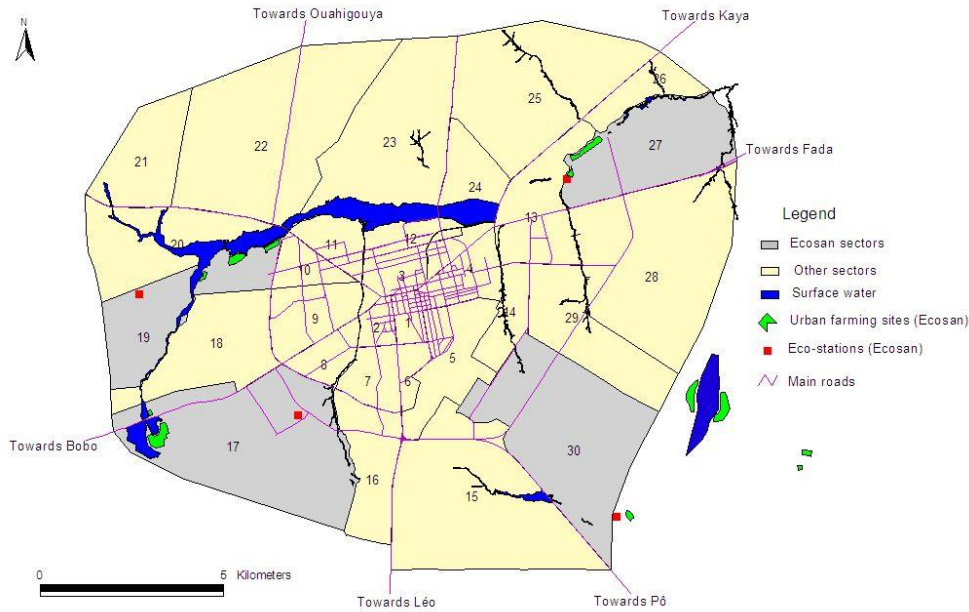 Towards Ouahigouya
Towards Kaya
N
26
25
21
22
23
27
Towards Fada
24
13
20
11
12
10
3
4
28
19
18
9
2
1
14
29
8
5
7
6
Towards Bobo
17
16
15
30
0
5
Kilometers
Towards Léo
Towards Pô
Legend
Ecosan sectors
Other sectors
Surface water
Urban farming sites (Ecosan)
Eco-stations (Ecosan)
Main roads